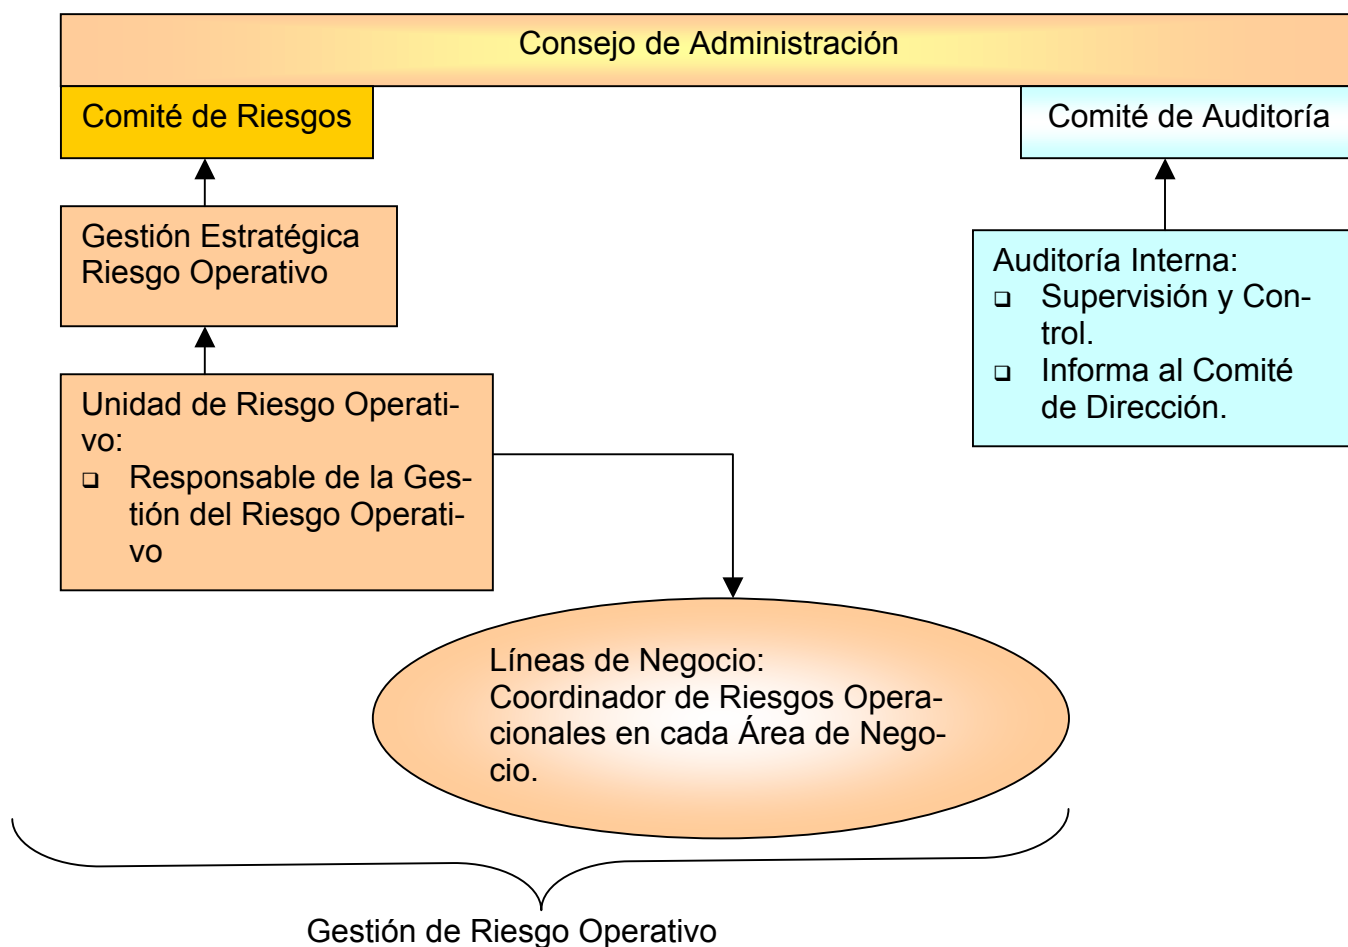 Consejo de Administración
Comité de Riesgos
Comité de Auditoría
Gestión Estratégica
Riesgo Operativo
Auditoría Interna:
❑ Supervisión y Con-
trol.
❑ Informa al Comité
de Dirección.
Unidad de Riesgo Operati-
vo:
❑ Responsable de la Ges-
tión del Riesgo Operati-
vo
Líneas de Negocio:
Coordinador de Riesgos Opera-
cionales en cada Área de Nego-
cio.
Gestión de Riesgo Operativo